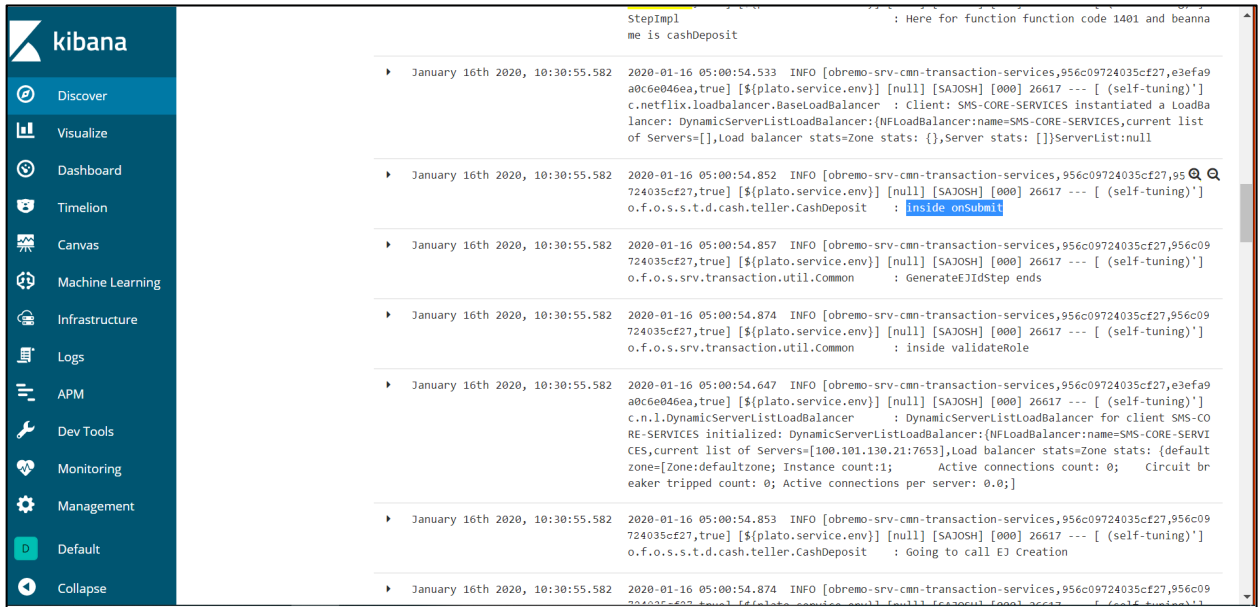 kibana
Discover
Visualize
Dashboard
Timelion
Canvas
Machine Learning
Infrastructure
Logs
APM
Dev Tools
Monitoring
Management
D Default
Collapse
StepImpl : Here for function function code 1401 and beanna
me is cashDeposit
January 16th 2020, 10:30:55.582 2020-01-16 05:00:54.533 INFO [obremo-srv-cmn-transaction-services,956c09724035cf27,e3efa9
a0c6e046ea,true] [${plato.service.env}] [null] [SAJOSH] [000] 26617 --- [ (self-tuning)']
c.netflix.loadbalancer.BaseLoadBalancer : Client: SMS-CORE-SERVICES instantiated a LoadBa
lancer: DynamicServerListLoadBalancer:{NFLoadBalancer:name=SMS-CORE-SERVICES,current list
of Servers=[],Load balancer stats=Zone stats: {},Server stats: []}ServerList:null
January 16th 2020, 10:30:55.582 2020-01-16 05:00:54.852 INFO [obremo-srv-cmn-transaction-services,956c09724035cf27,95
724035cf27,true] [${plato.service.env}] [null] [SAJOSH] [000] 26617 --- [ (self-tuning)']
o.f.o.s.s.t.d.cash.teller.CashDeposit : inside onSubmit
January 16th 2020, 10:30:55.582 2020-01-16 05:00:54.857 INFO [obremo-srv-cmn-transaction-services,956c09724035cf27,956c09
724035cf27,true] [${plato.service.env}] [null] [SAJOSH] [000] 26617 --- [ (self-tuning)']
o.f.o.s.srv.transaction.util.Common : GenerateEJIdStep ends
January 16th 2020, 10:30:55.582 2020-01-16 05:00:54.874 INFO [obremo-srv-cmn-transaction-services,956c09724035cf27,956c09
724035cf27,true] [${plato.service.env}] [null] [SAJOSH] [000] 26617 --- [ (self-tuning)']
o.f.o.s.srv.transaction.util.Common : inside validateRole
January 16th 2020, 10:30:55.582 2020-01-16 05:00:54.647 INFO [obremo-srv-cmn-transaction-services,956c09724035cf27,e3efa9
a0c6e046ea,true] [${plato.service.env}] [null] [SAJOSH] [000] 26617 --- [ (self-tuning)']
c.n.l.DynamicServerListLoadBalancer : DynamicServerListLoadBalancer for client SMS-CO
RE-SERVICES initialized: DynamicServerListLoadBalancer:{NFLoadBalancer:name=SMS-CORE-SERVI
CES,current list of Servers=[100.101.130.21:7653],Load balancer stats=Zone stats: {default
zone=[Zone:defaultzone; Instance count:1; Active connections count: 0; Circuit br
eaker tripped count: 0; Active connections per server: 0.0;]
January 16th 2020, 10:30:55.582 2020-01-16 05:00:54.853 INFO [obremo-srv-cmn-transaction-services,956c09724035cf27,956c09
724035cf27,true] [${plato.service.env}] [null] [SAJOSH] [000] 26617 --- [ (self-tuning)']
o.f.o.s.s.t.d.cash.teller.CashDeposit : Going to call EJ Creation
January 16th 2020, 10:30:55.582 2020-01-16 05:00:54.874 INFO [obremo-srv-cmn-transaction-services,956c09724035cf27,956c09